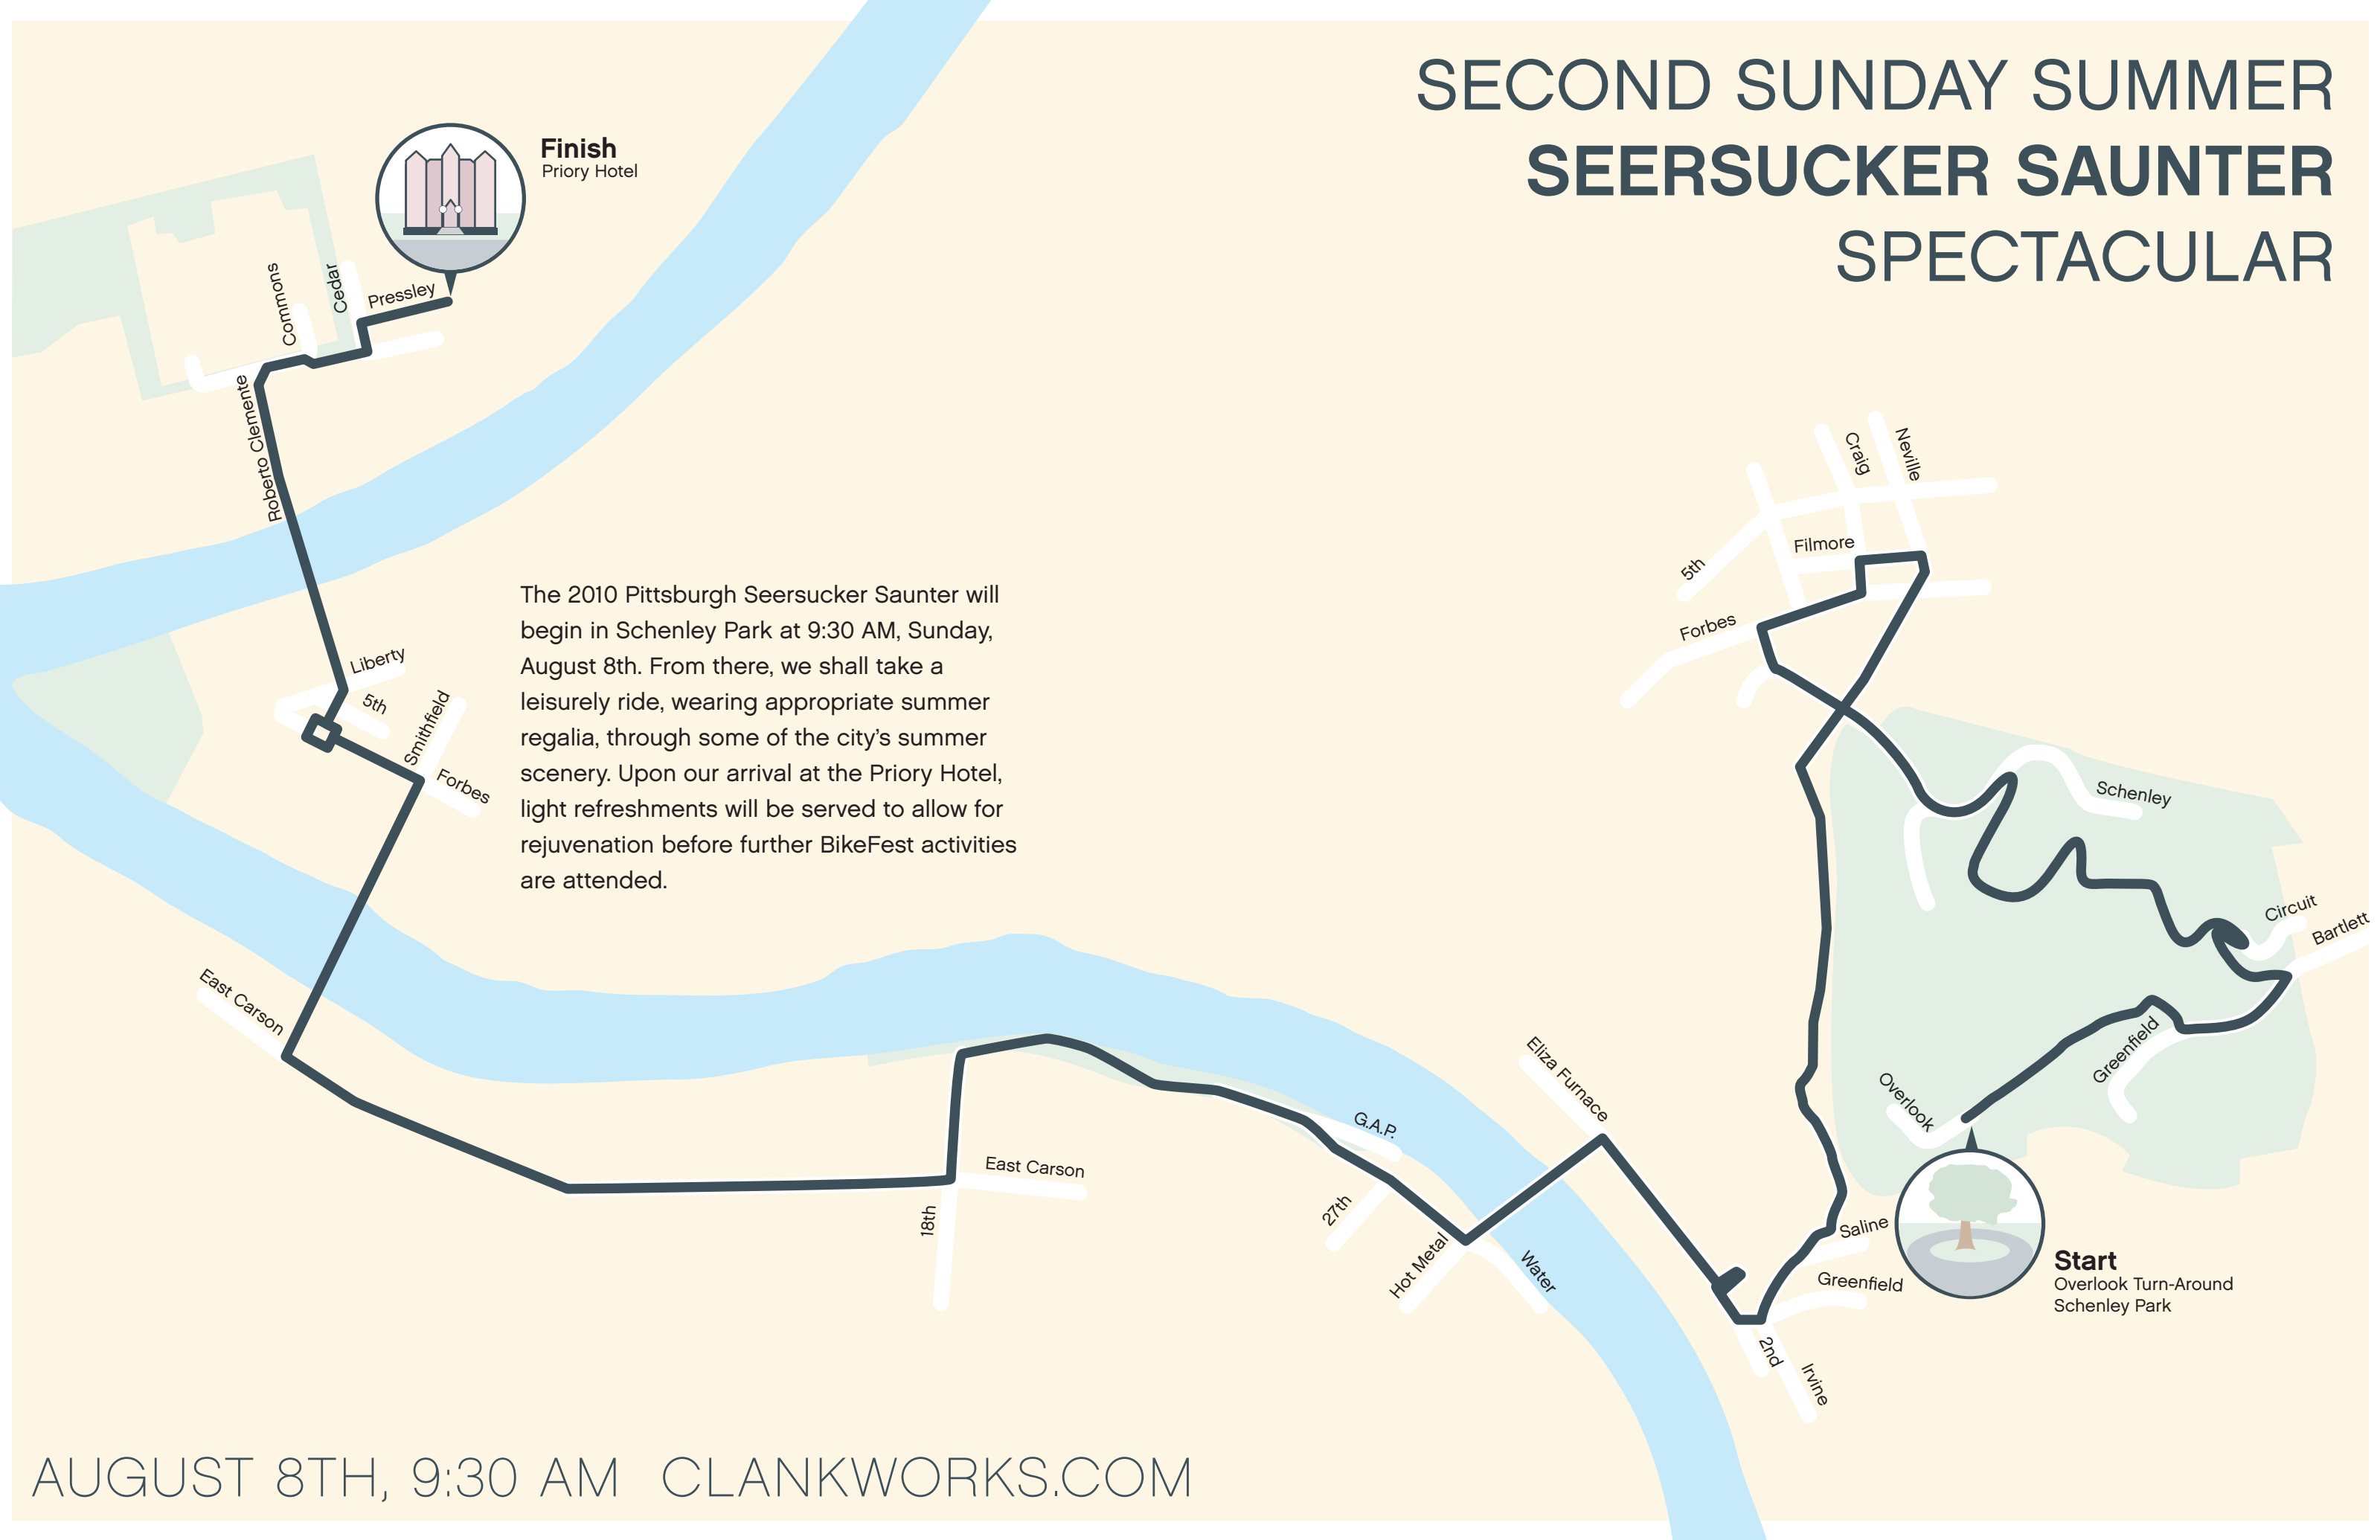 SECOND SUNDAY SUMMER
SEERSUCKER SAUNTER
SPECTACULAR
Finish
Priory Hotel
Commons
Cedar
Pressley
Roberto Clemente
Liberty
5th
Smithfield
Forbes
The 2010 Pittsburgh Seersucker Saunter will
begin in Schenley Park at 9:30 AM, Sunday,
August 8th. From there, we shall take a
leisurely ride, wearing appropriate summer
regalia, through some of the city's summer
scenery. Upon our arrival at the Priory Hotel,
light refreshments will be served to allow for
rejuvenation before further BikeFest activities
are attended.
Craig
Neville
Filmore
5th
Forbes
Schenley
Circuit
Bartlett
Greenfield
Overlook
East Carson
East Carson
18th
G.A.P.
27th
Hot Metal
Water
Eliza Furnace
Saline
Greenfield
2nd
Irvine
Start
Overlook Turn-Around
Schenley Park
AUGUST 8TH, 9:30 AM CLANKWORKS.COM